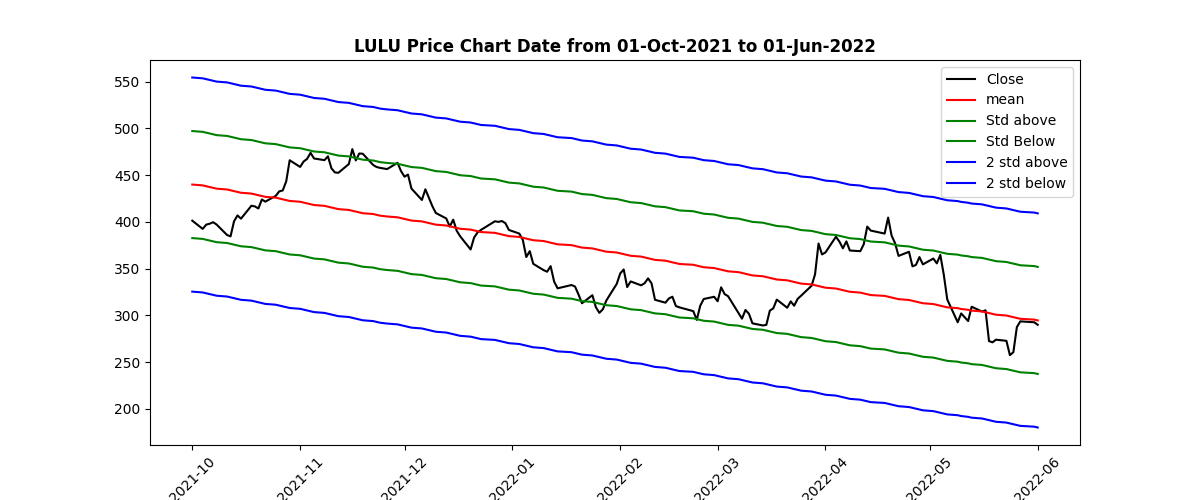 LULU Price Chart Date from 01-Oct-2021 to 01-Jun-2022
Close
mean
Std above
Std Below
2 std above
2 std below
550
500
450
400
350
300
250
200
2021-10
2021-11
2021-12
2022-01
2022-02
2022-03
2022-04
2022-05
2022-06